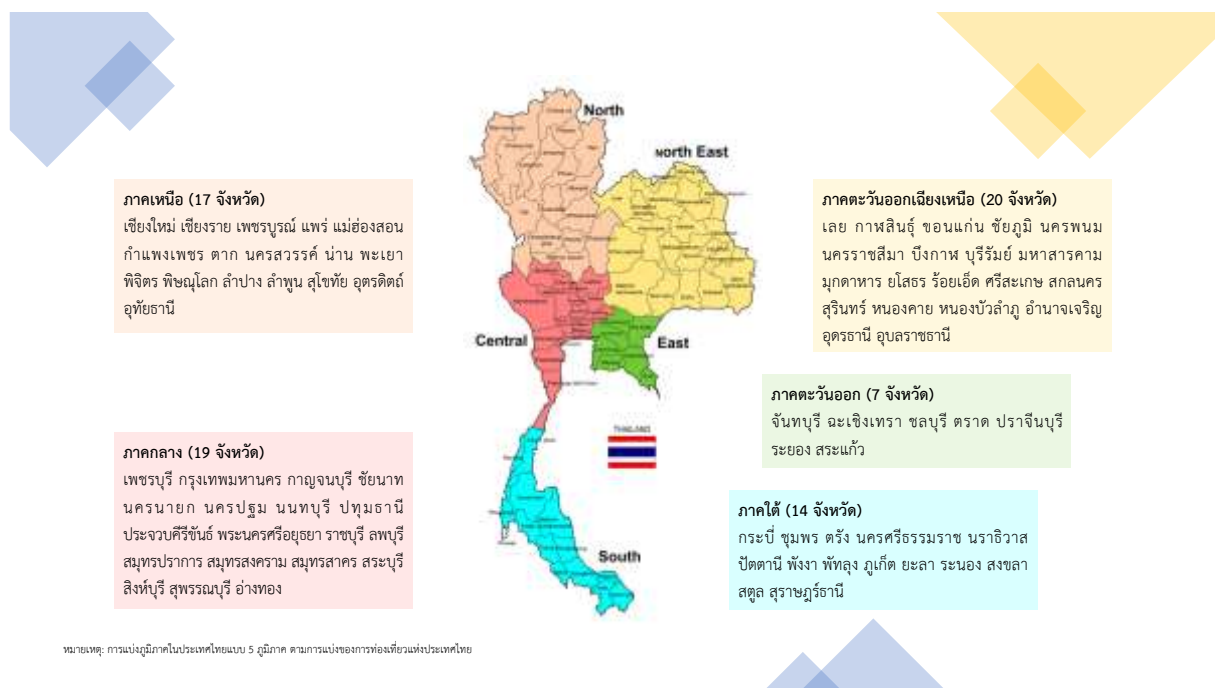 North
North East
ภาคเหนือ (17 จังหวัด)
เชียงใหม่ เชียงราย เพชรบูรณ์ แพร่ แม่ฮ่องสอน
กำแพงเพชร ตาก นครสวรรค์ น่าน พะเยา
พิจิตร พิษณุโลก ลำปาง ลำพูน สุโขทัย อุตรดิตถ์
อุทัยธานี
ภาคตะวันออกเฉียงเหนือ (20 จังหวัด)
เลย กาฬสินธุ์ ขอนแก่น ชัยภูมิ นครพนม
นครราชสีมา บึงกาฬ บุรีรัมย์ มหาสารคาม
มุกดาหาร ยโสธร ร้อยเอ็ด ศรีสะเกษ สกลนคร
สุรินทร์ หนองคาย หนองบัวลำภู อำนาจเจริญ
อุดรธานี อุบลราชธานี
Central
East
ภาคตะวันออก (7 จังหวัด)
จันทบุรี ฉะเชิงเทรา ชลบุรี ตราด ปราจีนบุรี
ระยอง สระแก้ว
THAILAND
ภาคกลาง (19 จังหวัด)
เพชรบุรี กรุงเทพมหานคร กาญจนบุรี ชัยนาท
นครนายก นครปฐม นนทบุรี ปทุมธานี
ประจวบคีรีขันธ์ พระนครศรีอยุธยา ราชบุรี ลพบุรี
สมุทรปราการ สมุทรสงคราม สมุทรสาคร สระบุรี
สิงห์บุรี สุพรรณบุรี อ่างทอง
ภาคใต้ (14 จังหวัด)
กระบี่ ชุมพร ตรัง นครศรีธรรมราช นราธิวาส
ปัตตานี พังงา พัทลุง ภูเก็ต ยะลา ระนอง สงขลา
สตูล สุราษฎร์ธานี
South
หมายเหตุ: การแบ่งภูมิภาคในประเทศไทยแบบ 5 ภูมิภาค ตามการแบ่งของการท่องเที่ยวแห่งประเทศไทย